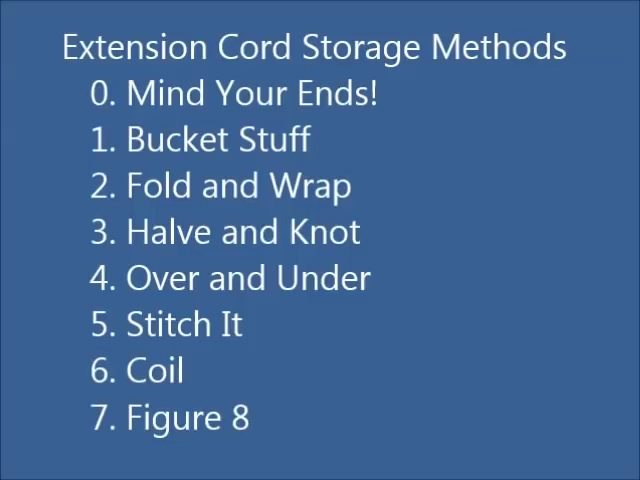 Extension Cord Storage Methods
0. Mind Your Ends!
1. Bucket Stuff
2. Fold and Wrap
3. Halve and Knot
4. Over and Under
5. Stitch It
6. Coil
7. Figure 8